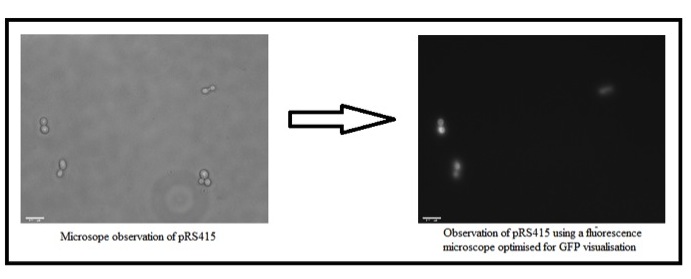 Microsope observation of pRS415
Observation of pRS415 using a fluorescence
microscope optimised for GFP visualisation